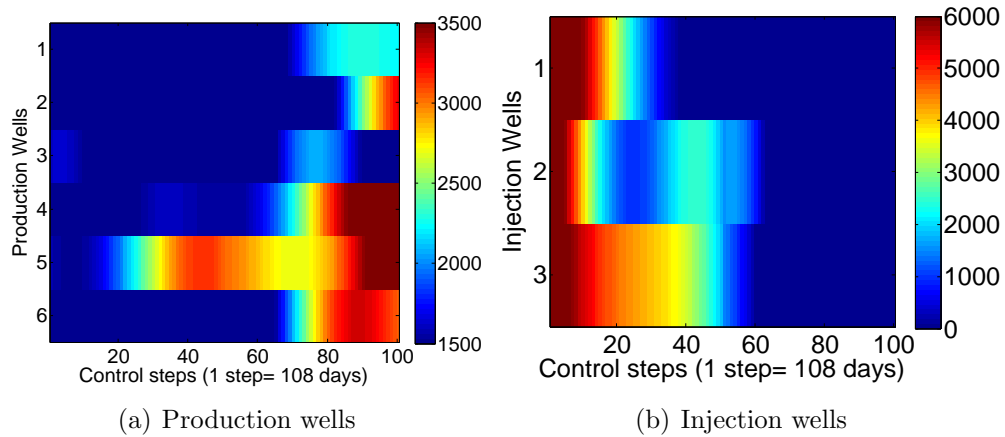 Production Wells
1
2
3
4
5
6
20 40 60 80 100
Control steps (1 step= 108 days)
3500
3000
2500
2000
1500
(a) Production wells
Injection Wells
1
2
3
20 40 60 80 100
Control steps (1 step= 108 days)
6000
5000
4000
3000
2000
1000
0
(b) Injection wells